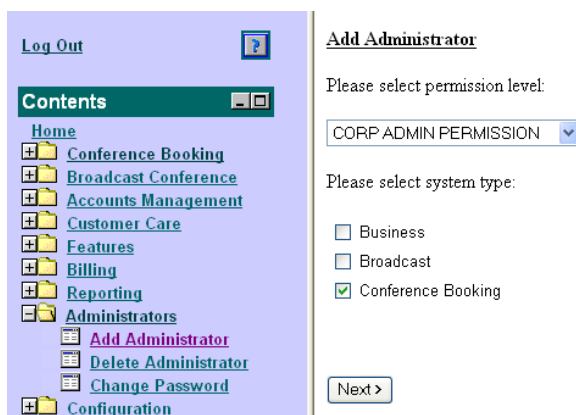 Log Out
?
Contents
Home
Conference Booking
Broadcast Conference
Accounts Management
Customer Care
Features
Billing
Reporting
Administrators
Add Administrator
Delete Administrator
Change Password
Configuration
Add Administrator
Please select permission level:
CORP ADMIN PERMISSION
Please select system type:
Business
Broadcast
Conference Booking
Next >